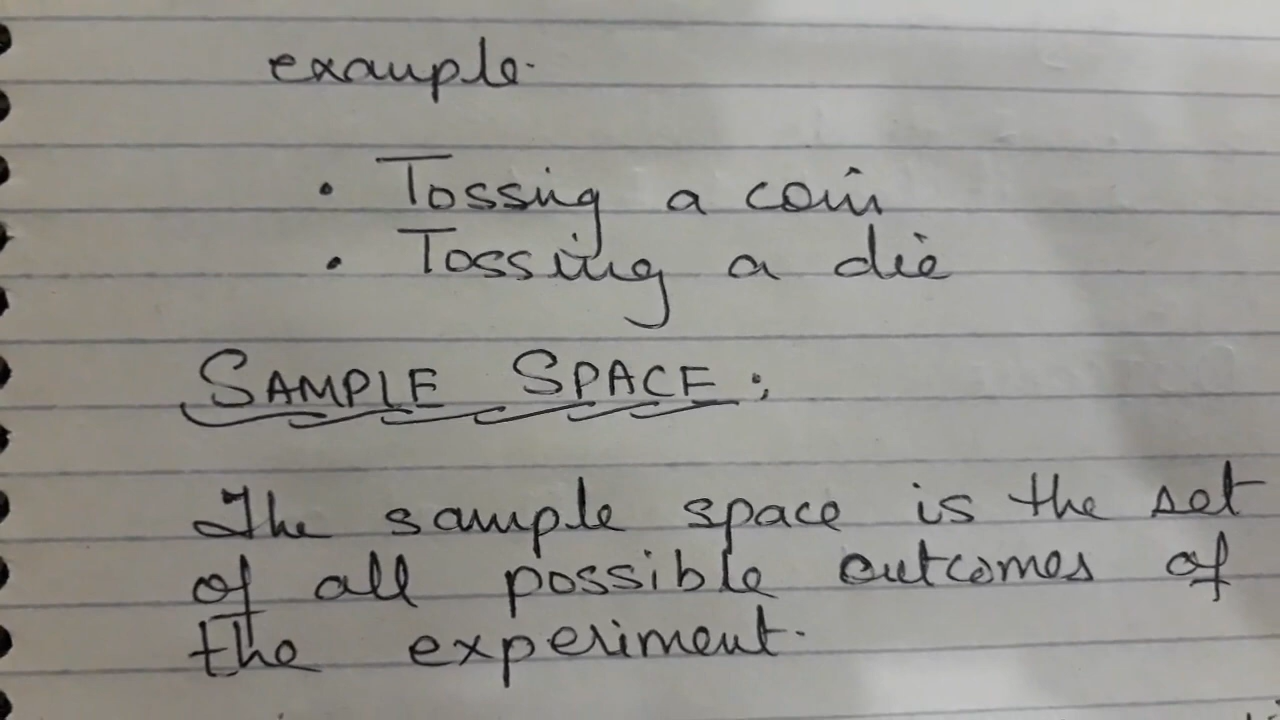 example.
• Tossing a coin
• Tossing a die
SAMPLE SPACE:
The sample space is the set
of all possible outcomes of
the experiment.